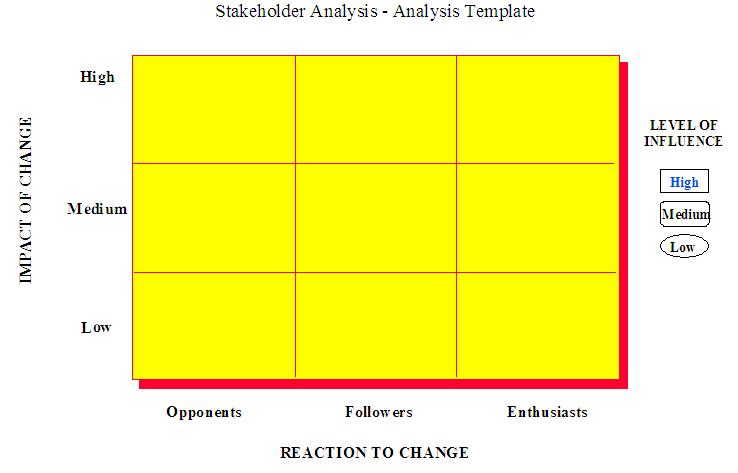 Stakeholder Analysis - Analysis Template
High
IMPACT OF CHANGE
Medium
Low
LEVEL OF
INFLUENCE
High
Medium
Low
Opponents
Followers
Enthusiasts
REACTION TO CHANGE